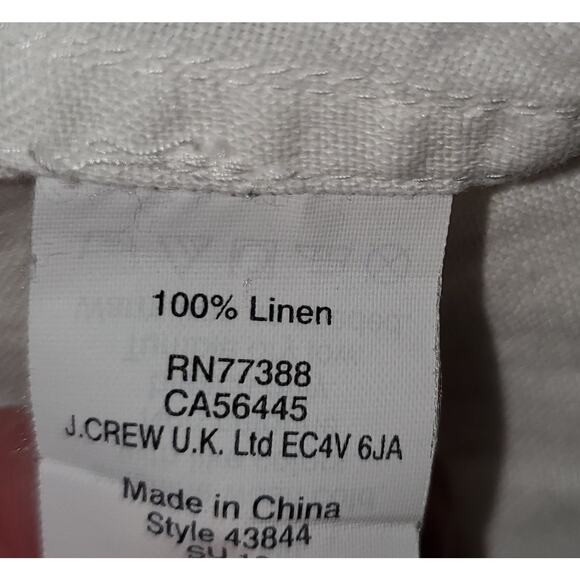 100% Linen
RN77388
CA56445
J.CREW U.K. Ltd EC4V 6JA
Made in China
Style 43844